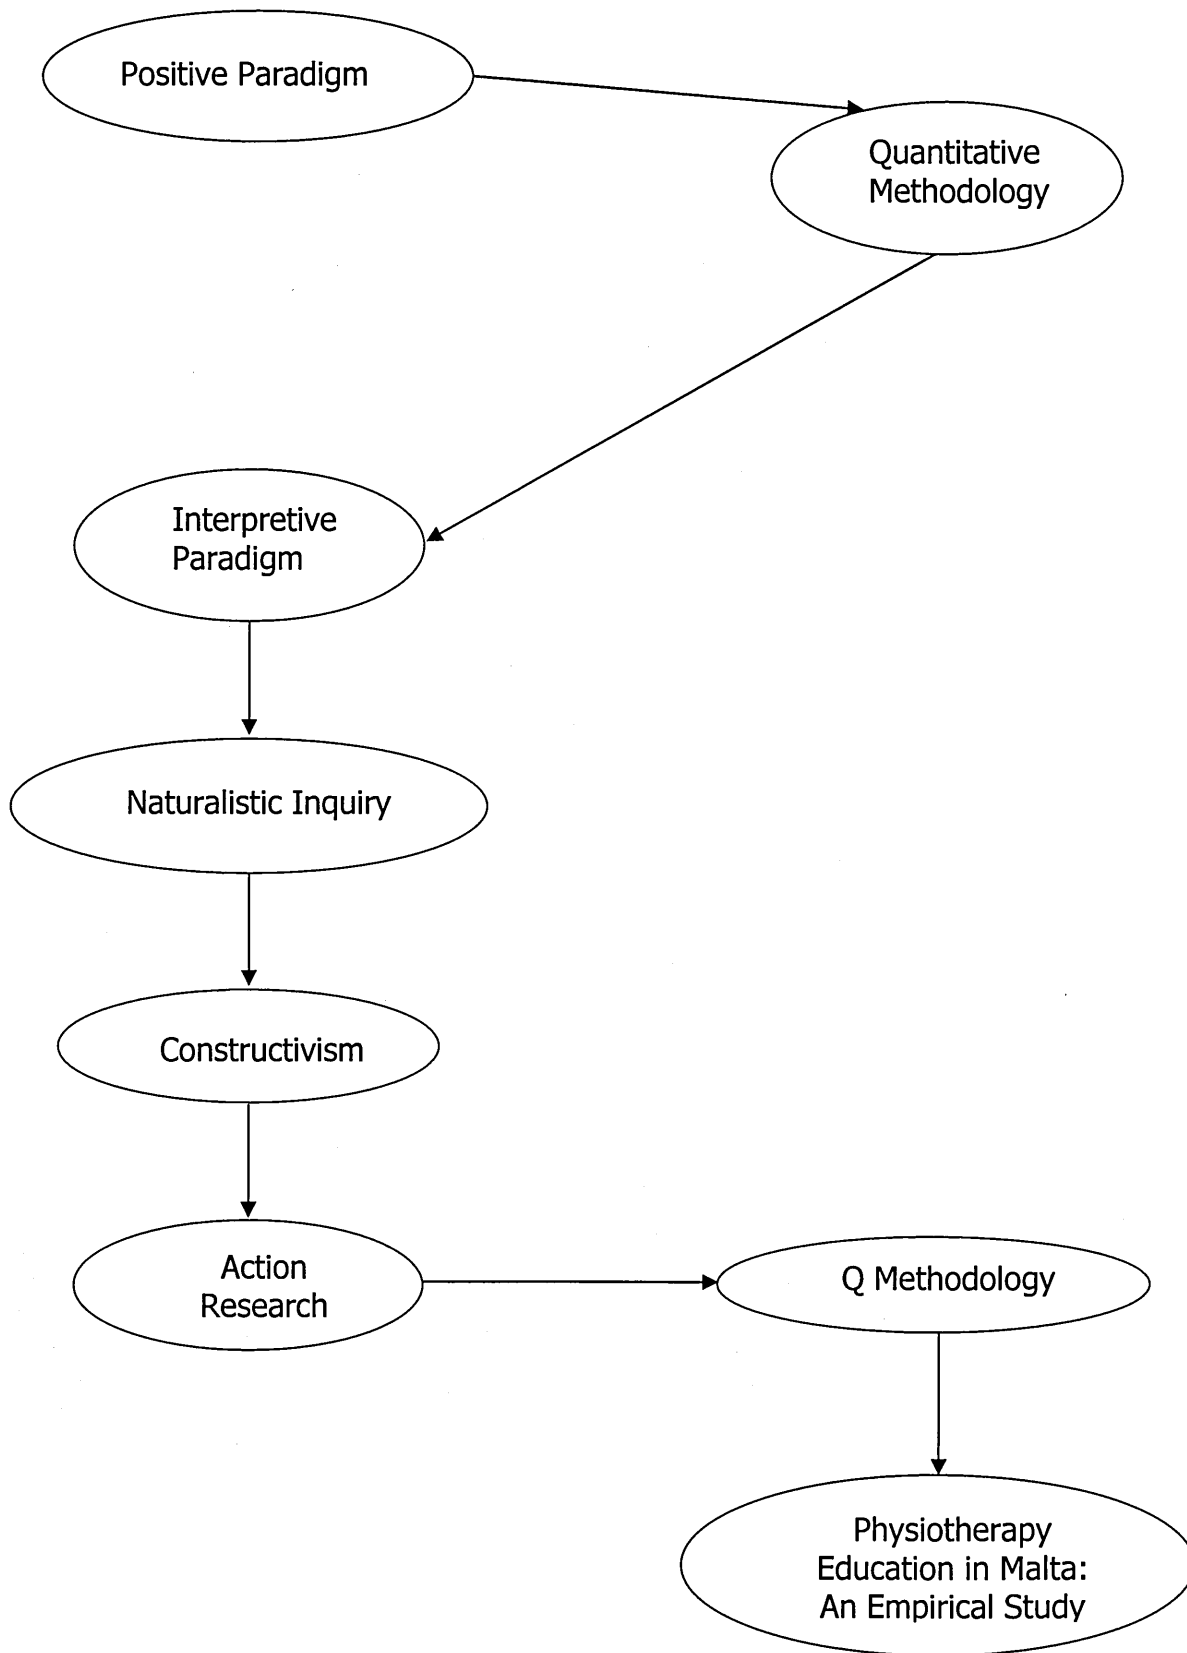 Positive Paradigm
Quantitative
Methodology
Interpretive
Paradigm
Naturalistic Inquiry
Constructivism
Action
Research
Q Methodology
Physiotherapy
Education in Malta:
An Empirical Study